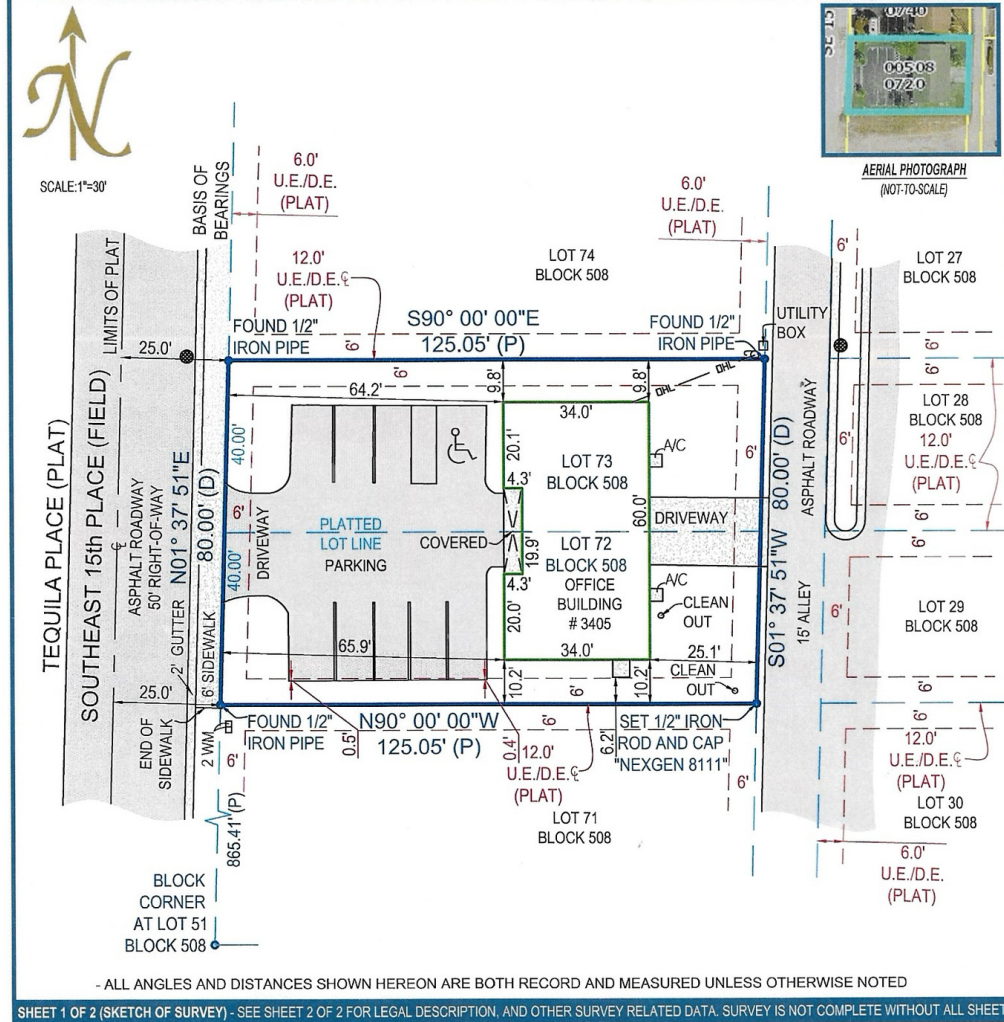 N
SCALE:1"=30'
SE 15
0740
00508
0720
AERIAL PHOTOGRAPH
(NOT-TO-SCALE)
BASIS OF
BEARINGS
6.0'
U.E./D.E.
(PLAT)
6.0'
U.E./D.E.
(PLAT)
12.0'
U.E./D.E.℄
(PLAT)
LOT 74
BLOCK 508
6'
LOT 27
BLOCK 508
LIMITS OF PLAT
FOUND 1/2"
IRON PIPE
S90° 00' 00"E
125.05' (P)
FOUND 1/2"
IRON PIPE
UTILITY
BOX
25.0'
6'
6'
6'
6'
64.2'
9.8'
9.8'
OHL
OHL
34.0'
LOT 28
BLOCK 508
12.0'
U.E./D.E.℄
(PLAT)
TEQUILA PLACE (PLAT)
SOUTHEAST 15th PLACE (FIELD)
℄
ASPHALT ROADWAY
50' RIGHT-OF-WAY
N01° 37' 51"E
80.00' (D)
40.00'
40.00'
6'
DRIVEWAY
PLATTED
LOT LINE
PARKING
COVERED
20.1'
4.3'
19.9'
4.3'
20.0'
LOT 73
BLOCK 508
60.0'
LOT 72
BLOCK 508
OFFICE
BUILDING
# 3405
A/C
DRIVEWAY
A/C
CLEAN
OUT
6'
S01° 37' 51"W 80.00' (D)
ASPHALT ROADWAY
15' ALLEY
6'
6'
6'
6'
LOT 29
BLOCK 508
2' GUTTER
6' SIDEWALK
65.9'
34.0'
25.1'
CLEAN
OUT
25.0'
10.2'
6'
10.2'
6'
END OF
SIDEWALK
2 WM
6'
FOUND 1/2"
IRON PIPE
0.5'
N90° 00' 00"W
125.05' (P)
0.4'
6'
12.0'
U.E./D.E.℄
(PLAT)
6.2'
SET 1/2" IRON
ROD AND CAP
"NEXGEN 8111"
6'
6'
12.0'
U.E./D.E.℄
(PLAT)
LOT 71
BLOCK 508
LOT 30
BLOCK 508
865.41' (P)
6.0'
U.E./D.E.
(PLAT)
BLOCK
CORNER
AT LOT 51
BLOCK 508
- ALL ANGLES AND DISTANCES SHOWN HEREON ARE BOTH RECORD AND MEASURED UNLESS OTHERWISE NOTED
SHEET 1 OF 2 (SKETCH OF SURVEY) - SEE SHEET 2 OF 2 FOR LEGAL DESCRIPTION, AND OTHER SURVEY RELATED DATA. SURVEY IS NOT COMPLETE WITHOUT ALL SHEE